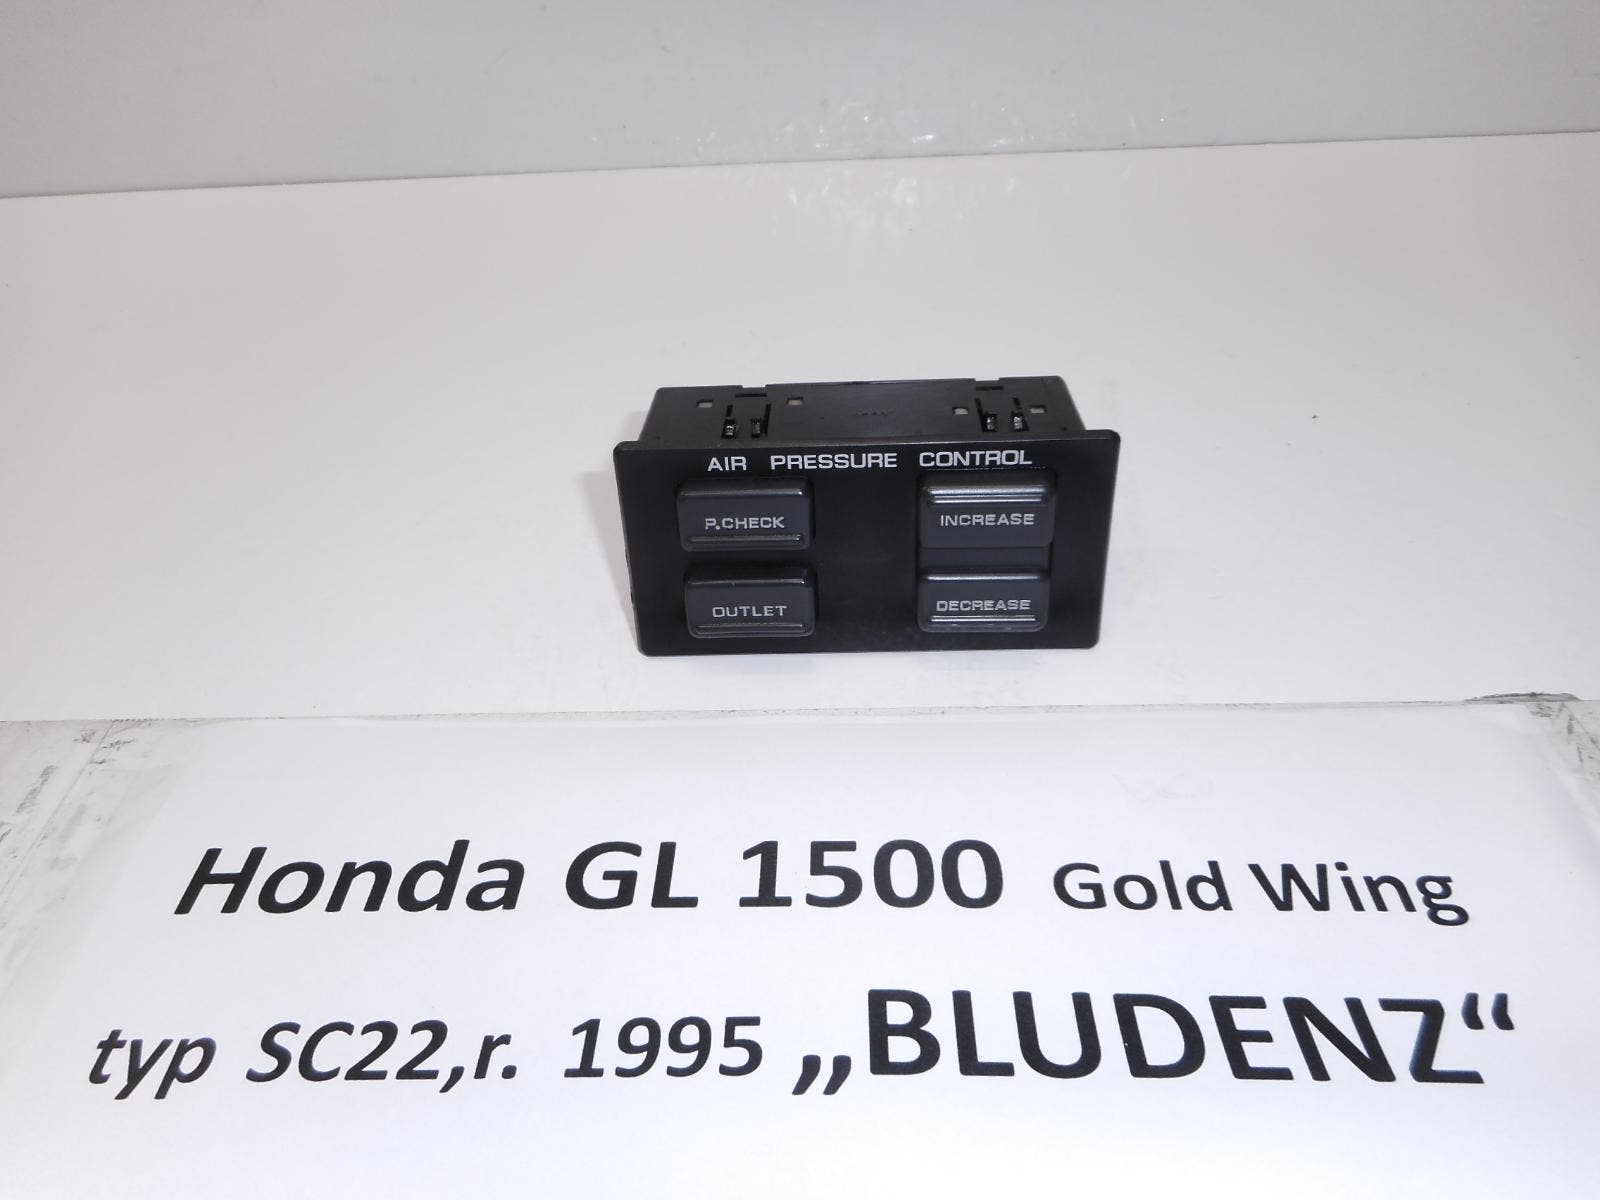 AIR PRESSURE CONTROL
P.CHECK
INCREASE
OUTLET
DECREASE
Honda GL 1500 Gold Wing
typ SC22,r. 1995 „BLUDENZ“